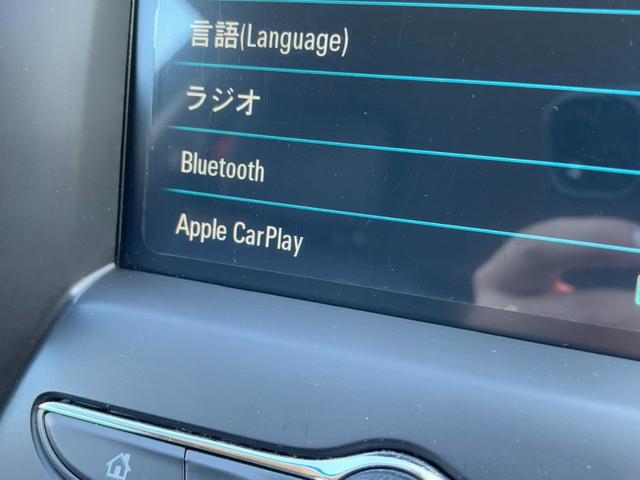 言語(Language)
ラジオ
Bluetooth
Apple CarPlay